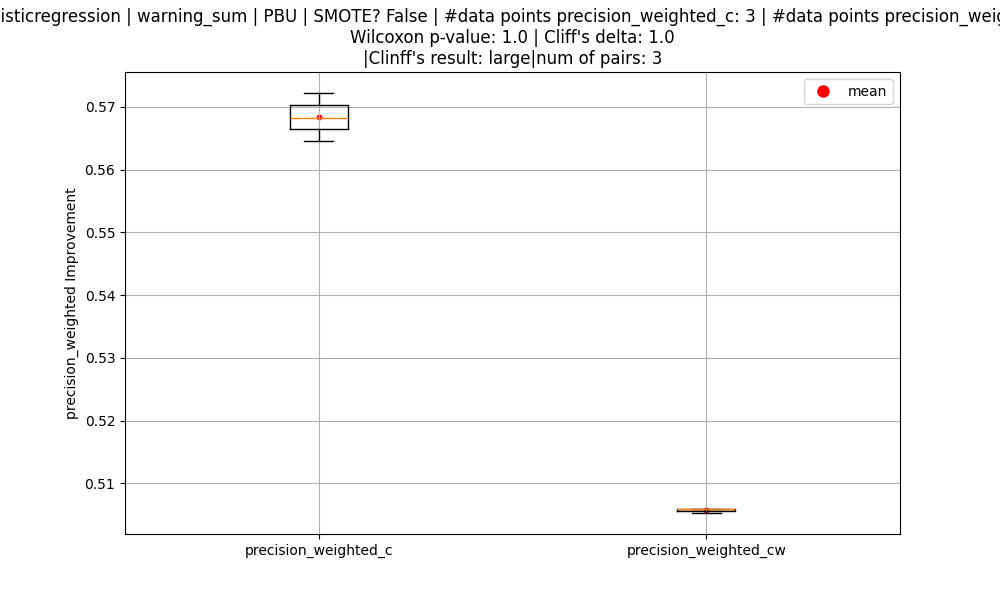 isticregression | warning_sum | PBU | SMOTE? False | #data points precision_weighted_c: 3 | #data points precision_weig
Wilcoxon p-value: 1.0 | Cliff's delta: 1.0
|Clinff's result: large|num of pairs: 3
mean
0.57
0.56
0.55
0.54
0.53
0.52
0.51
precision_weighted Improvement
precision_weighted_c
precision_weighted_cw